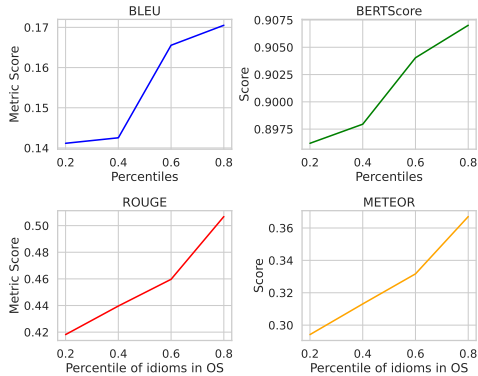 BLEU
Metric Score
0.17
0.16
0.15
0.14
0.2 0.4 0.6 0.8
Percentiles
BERTScore
Score
0.9075
0.9050
0.9025
0.9000
0.8975
0.2 0.4 0.6 0.8
Percentiles
ROUGE
Metric Score
0.50
0.48
0.46
0.44
0.42
0.2 0.4 0.6 0.8
Percentile of idioms in OS
METEOR
Score
0.36
0.34
0.32
0.30
0.2 0.4 0.6 0.8
Percentile of idioms in OS